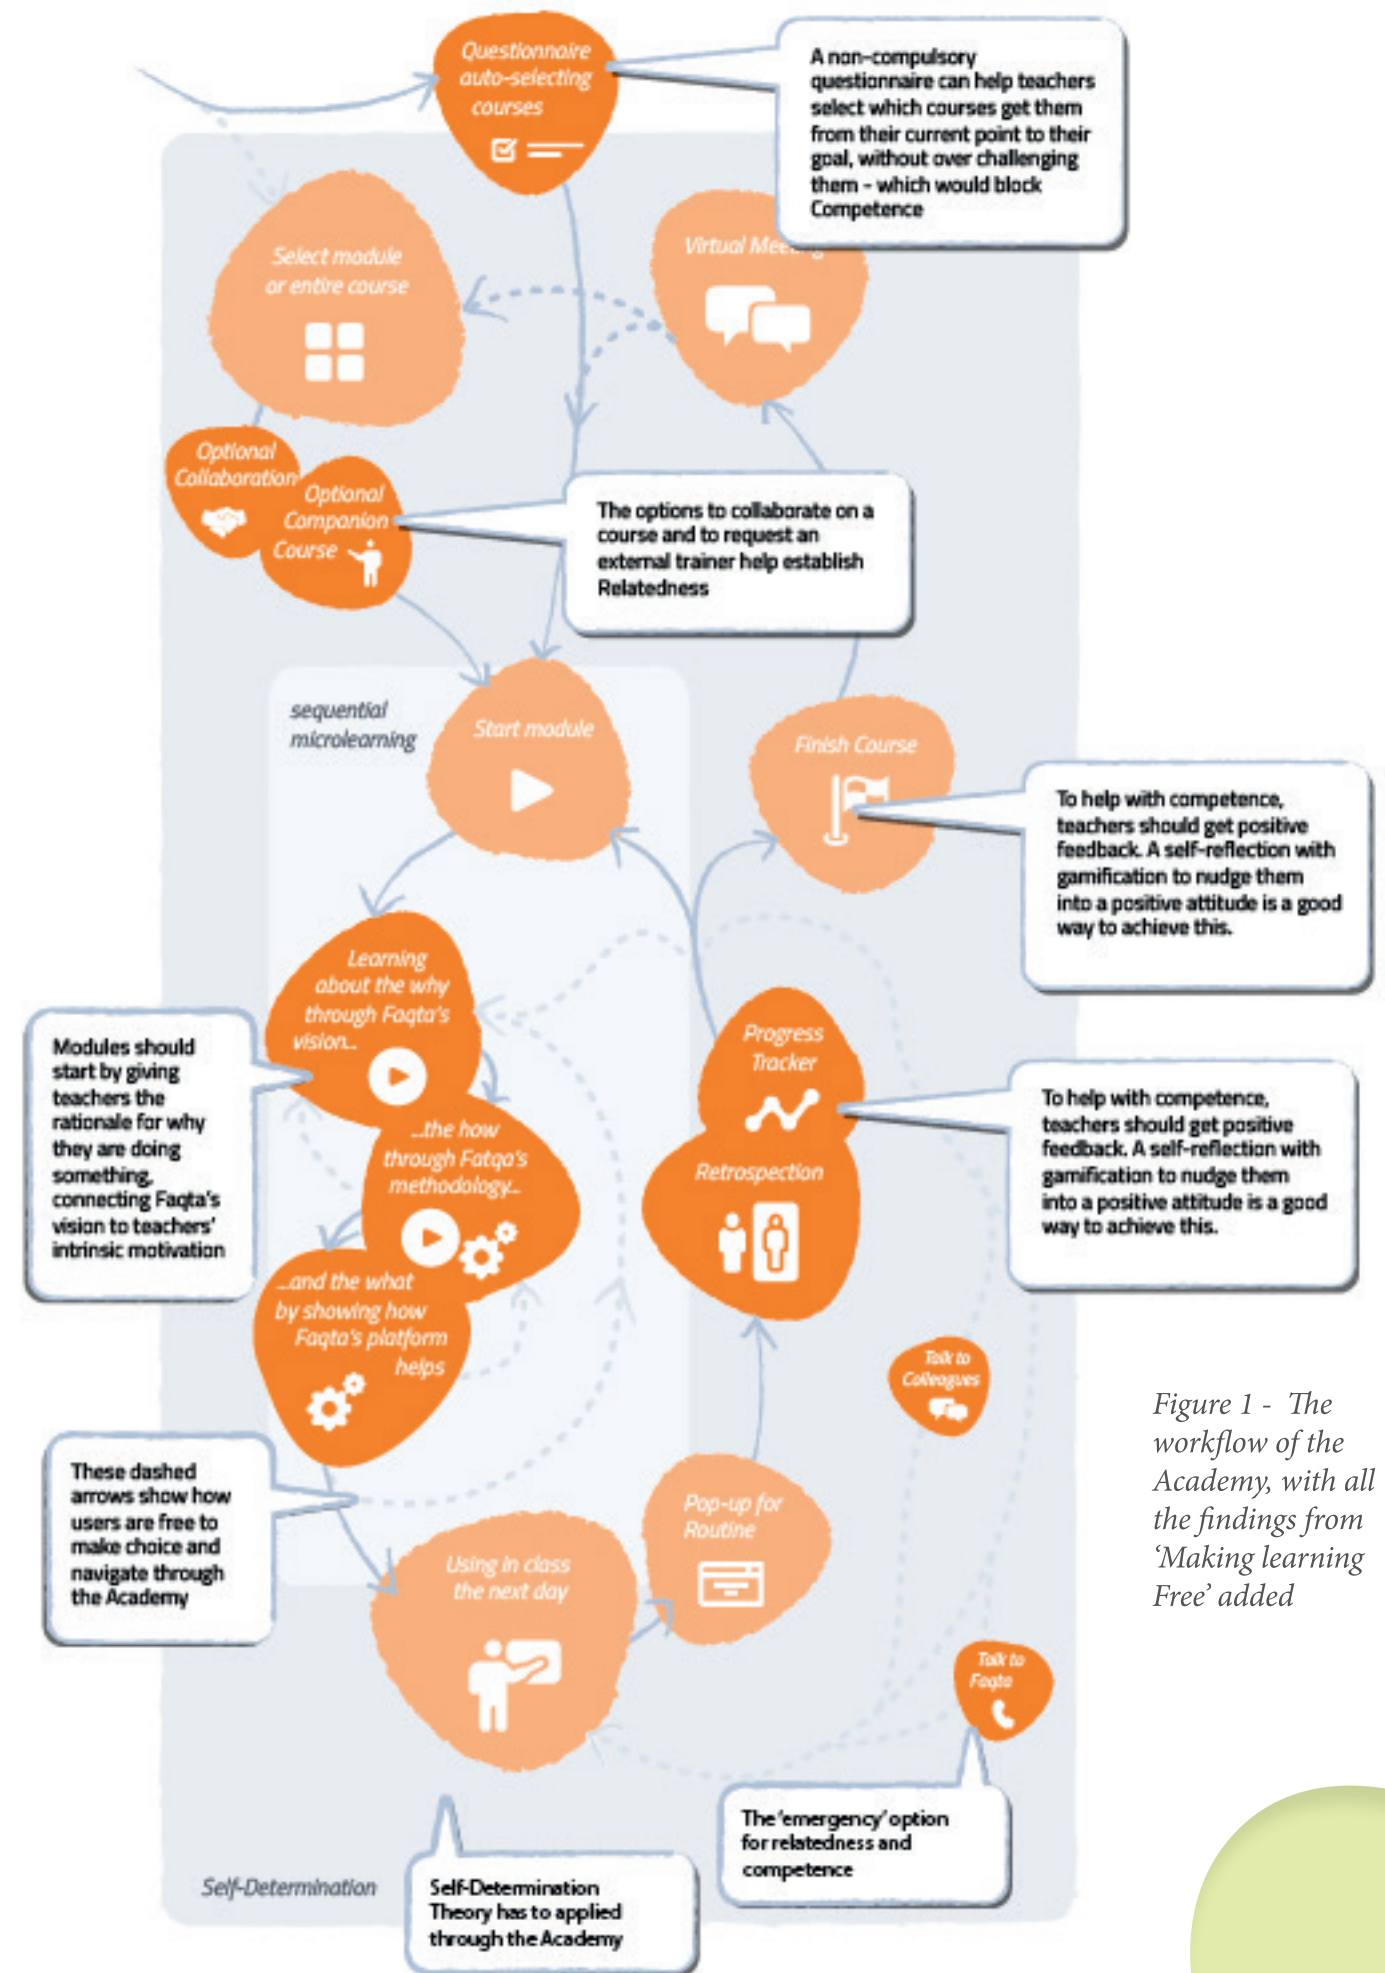 Questionnaire
auto-selecting
courses
A non-compulsory
questionnaire can help teachers
select which courses get them
from their current point to their
goal, without over challenging
them - which would block
Competence
Select module
or entire course
Virtual Mee
Optional
Collaboration
Optional
Companion
Course
The options to collaborate on a
course and to request an
external trainer help establish
Relatedness
sequential
microlearning
Start module
Finish Course
To help with competence,
teachers should get positive
feedback. A self-reflection with
gamification to nudge them
into a positive attitude is a good
way to achieve this.
Learning
about the why
through Faqta's
vision...
Modules should
start by giving
teachers the
rationale for why
they are doing
something,
connecting Faqta's
vision to teachers'
intrinsic motivation
...the how
through Fatqa's
methodology...
Progress
Tracker
Retrospection
To help with competence,
teachers should get positive
feedback. A self-reflection with
gamification to nudge them
into a positive attitude is a good
way to achieve this.
...and the what
by showing how
Faqta's platform
helps
Talk to
Colleagues
Figure 1 - The
workflow of the
Academy, with all
the findings from
‘Making learning
Free’ added
These dashed
arrows show how
users are free to
make choice and
navigate through
the Academy
Using in class
the next day
Pop-up for
Routine
Talk to
Faqta
The 'emergency' option
for relatedness and
competence
Self-Determination
Self-Determination
Theory has to applied
through the Academy